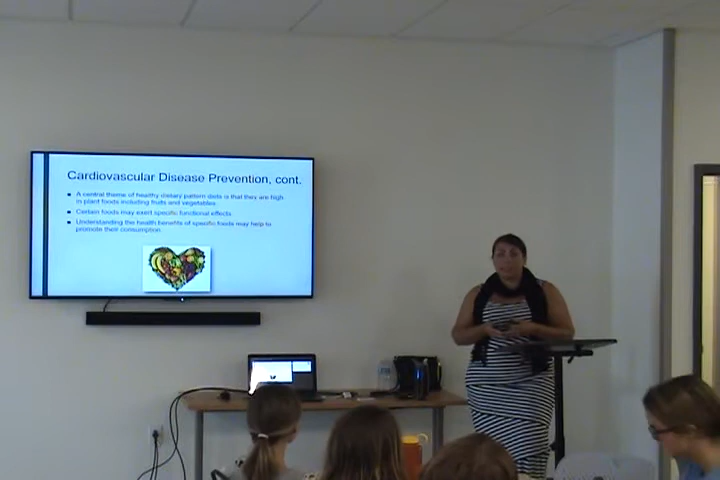 Cardiovascular Disease Prevention, cont.
A central theme of healthy dietary pattern diets is that they are high
in plant foods including fruits and vegetables.
Certain foods may exert specific functional effects.
Understanding the health benefits of specific foods may help to
promote their consumption.